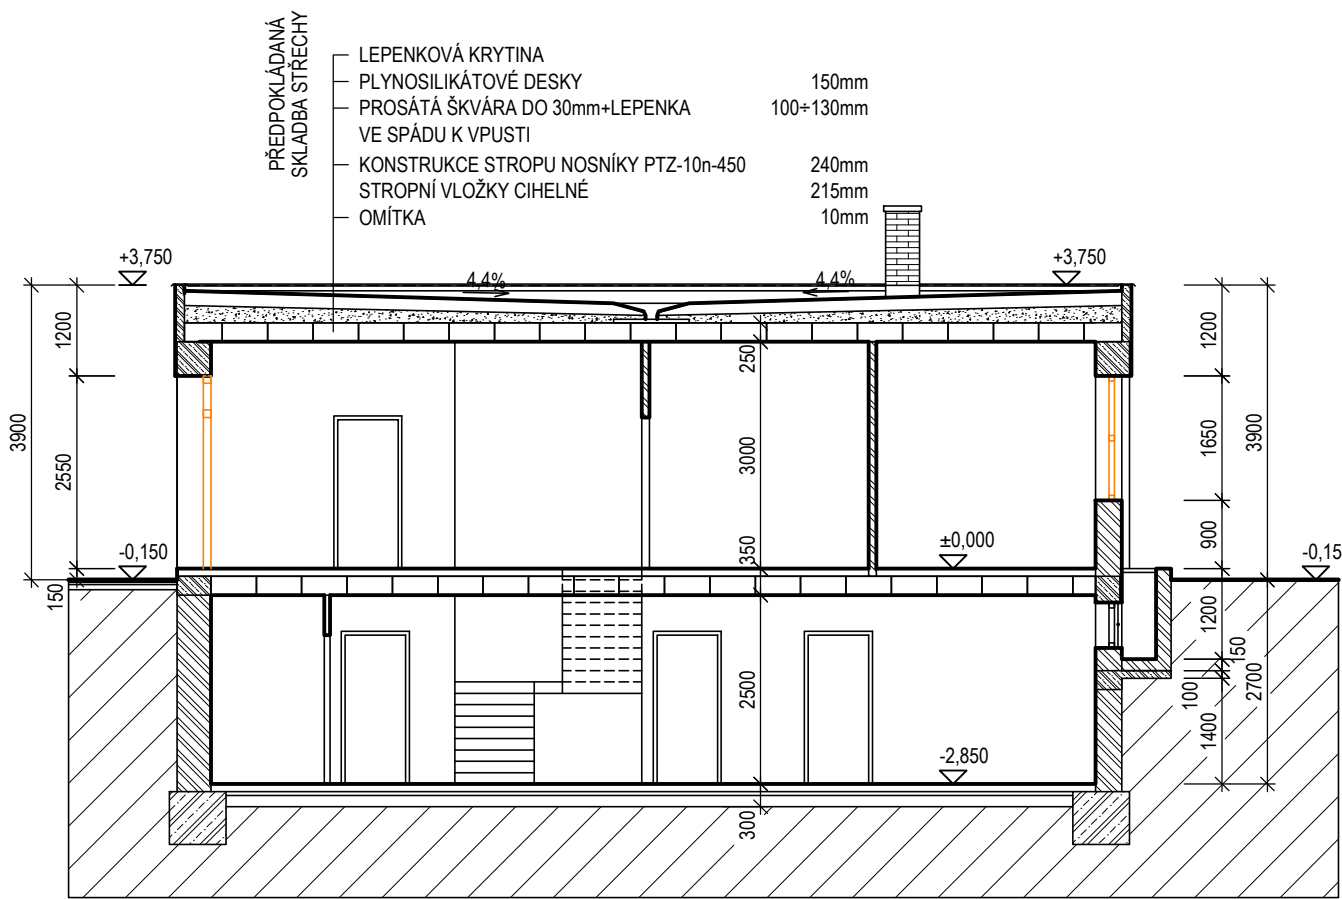 PŘEDPOKLÁDANÁ
SKLADBA STŘECHY
LEPENKOVÁ KRYTINA
PLYNOSILIKÁTOVÉ DESKY 150mm
PROSÁTÁ ŠKVÁRA DO 30mm+LEPENKA 100÷130mm
VE SPÁDU K VPUSTI
KONSTRUKCE STROPU NOSNÍKY PTZ-10n-450 240mm
STROPNÍ VLOŽKY CIHELNÉ 215mm
OMÍTKA 10mm
+3,750
4,4%
4,4%
+3,750
1200
3900
2550
-0,150
150
250
3000
350
±0,000
1200
1650
3900
900
-0,15
2500
-2,850
300
1200
150
2700
100
1400